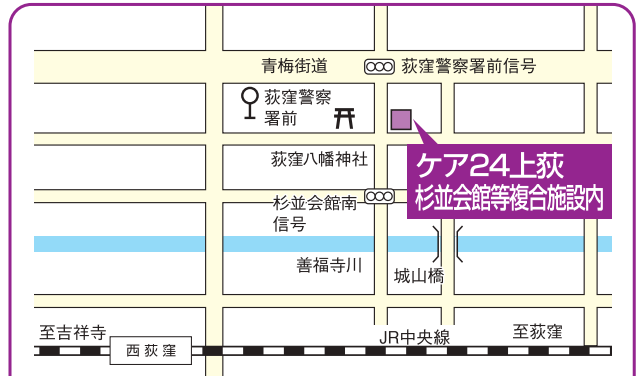 青梅街道
荻窪警察署前信号
荻窪警察
署前
荻窪八幡神社
ケア24上荻
杉並会館等複合施設内
杉並会館南
信号
善福寺川
城山橋
至吉祥寺
JR中央線
至荻窪
西荻窪